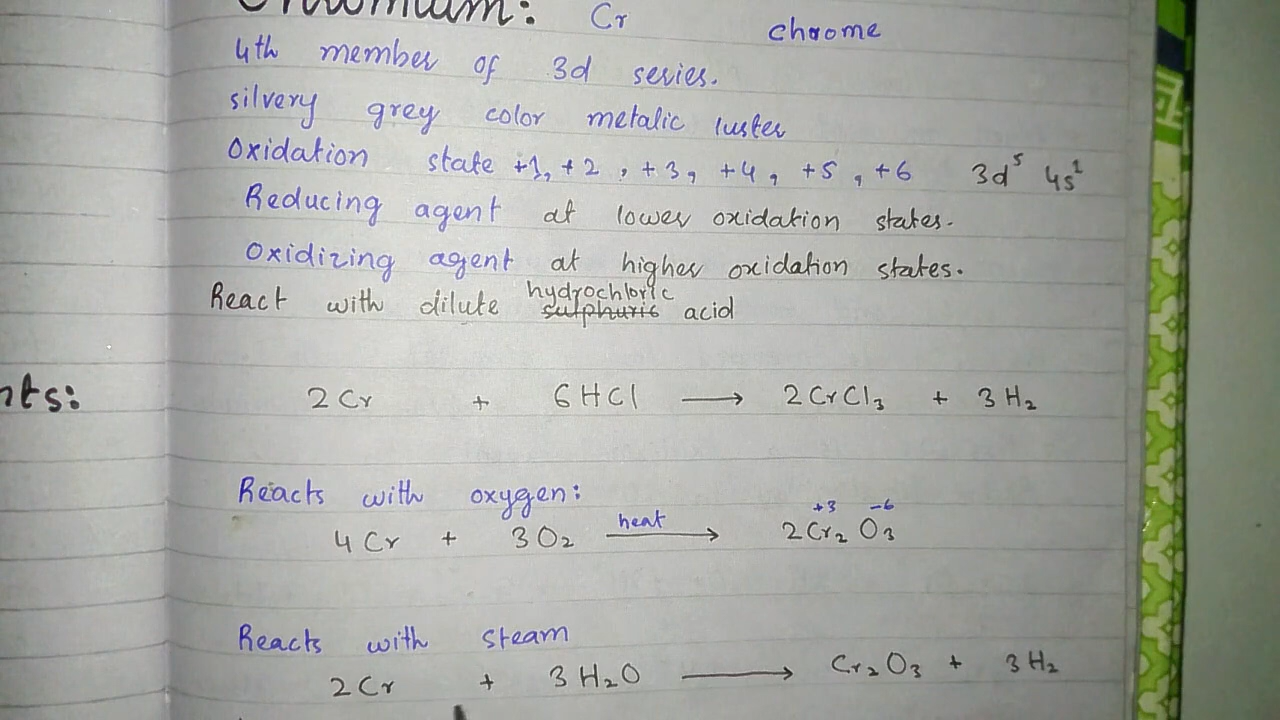 Chromium: Cr chrome
4th member of 3d series.
silvery grey color metalic luster
Oxidation state +1, +2, +3, +4, +5, +6 3d⁵ 4s¹
Reducing agent at lower oxidation states.
Oxidizing agent at higher oxidation states.
hydrochloric
React with dilute sulphuric acid
nts:
2Cr + 6HCl → 2CrCl₃ + 3H₂
Reacts with oxygen:
+3 -6
4Cr + 3O₂ heat → 2Cr₂O₃
Reacts with steam
2Cr + 3H₂O → Cr₂O₃ + 3H₂